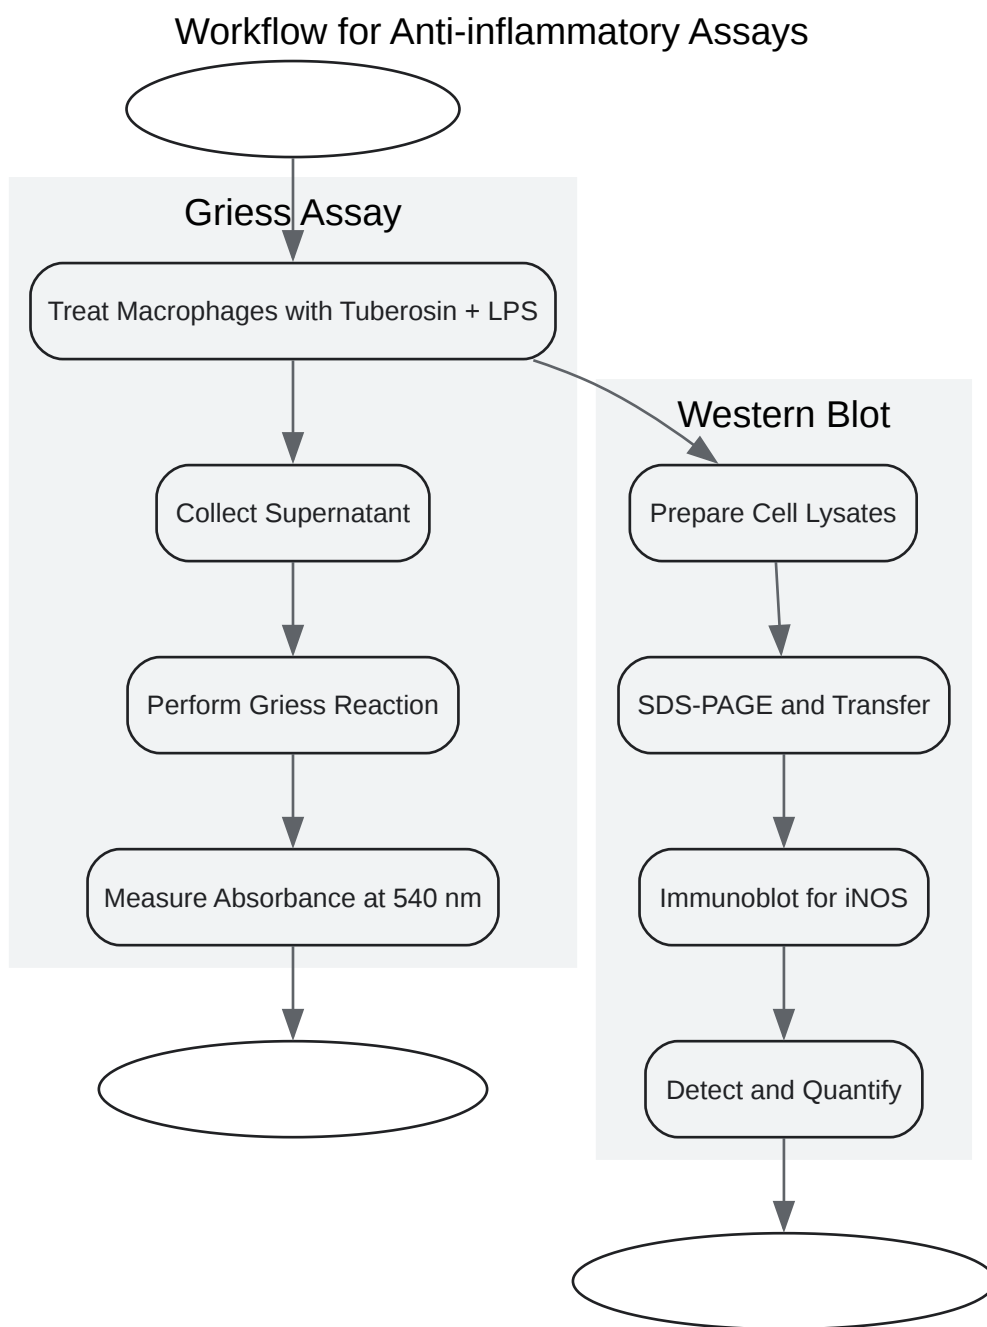 Workflow for Anti-inflammatory Assays
Griess Assay
Treat Macrophages with Tuberosin + LPS
Collect Supernatant
Perform Griess Reaction
Measure Absorbance at 540 nm
Western Blot
Prepare Cell Lysates
SDS-PAGE and Transfer
Immunoblot for iNOS
Detect and Quantify